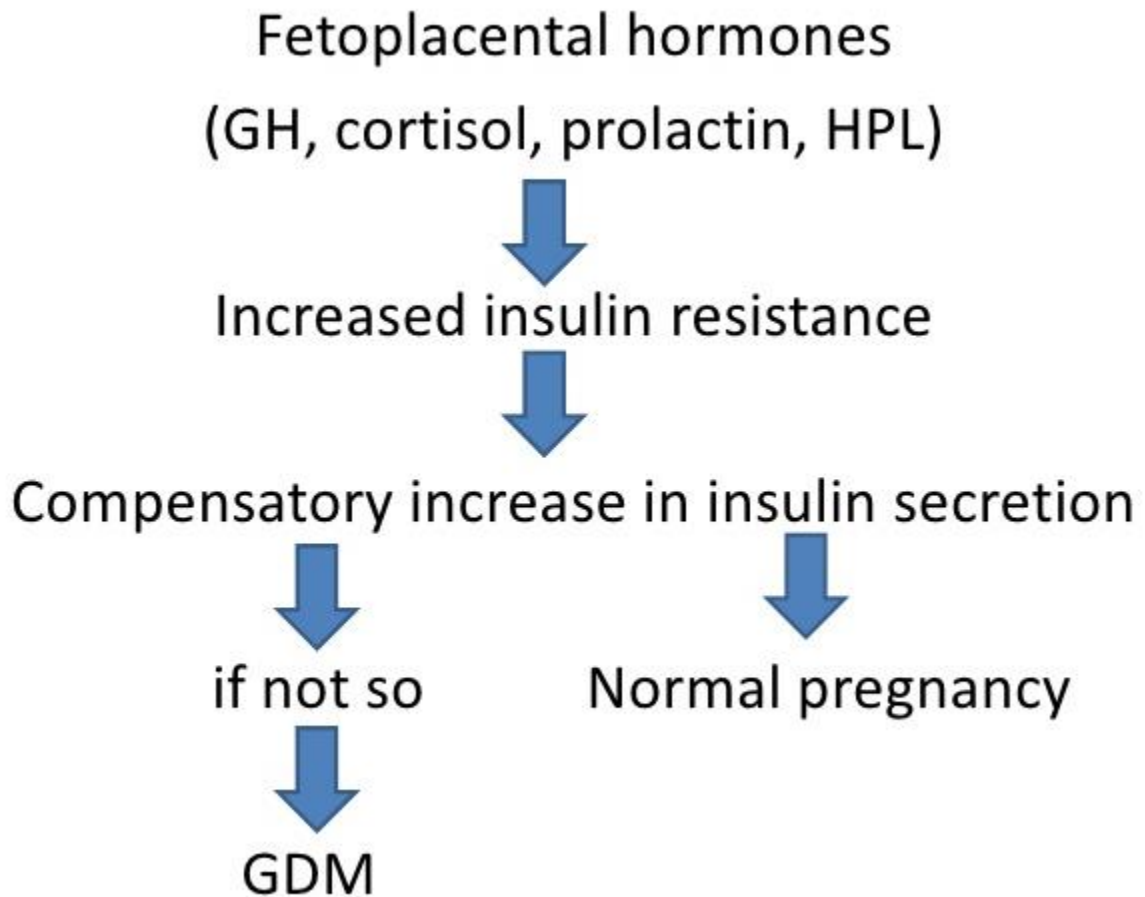 Fetoplacental hormones
(GH, cortisol, prolactin, HPL)
Increased insulin resistance
Compensatory increase in insulin secretion
if not so
Normal pregnancy
GDM